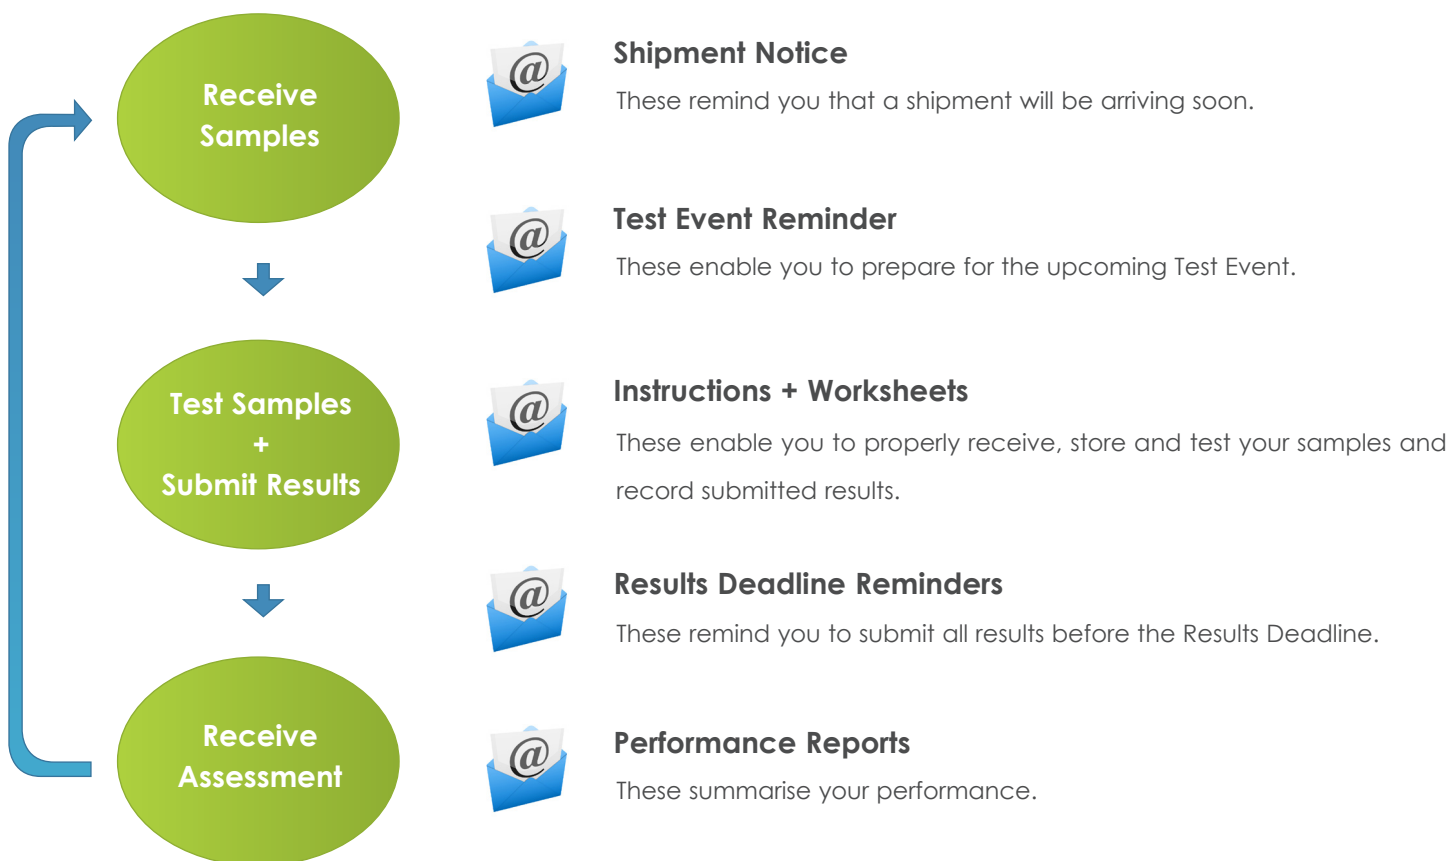 Receive
Samples
Shipment Notice
These remind you that a shipment will be arriving soon.
Test Event Reminder
These enable you to prepare for the upcoming Test Event.
Test Samples
+
Submit Results
Instructions + Worksheets
These enable you to properly receive, store and test your samples and
record submitted results.
Results Deadline Reminders
These remind you to submit all results before the Results Deadline.
Receive
Assessment
Performance Reports
These summarise your performance.